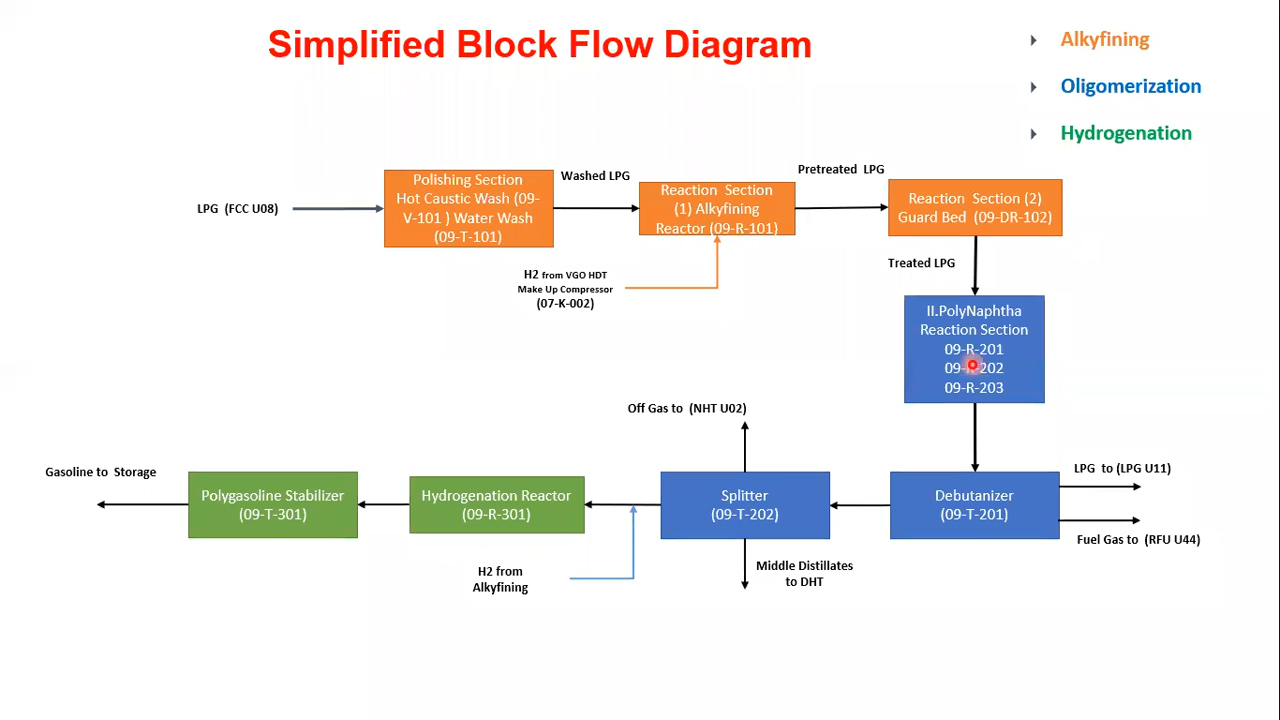 Simplified Block Flow Diagram
Alkyfining
Oligomerization
Hydrogenation
LPG (FCC U08)
Polishing Section
Hot Caustic Wash (09-
V-101 ) Water Wash
(09-T-101)
Washed LPG
Reaction Section
(1) Alkyfining
Reactor (09-R-101)
Pretreated LPG
Reaction Section (2)
Guard Bed (09-DR-102)
H2 from VGO HDT
Make Up Compressor
(07-K-002)
Treated LPG
II.PolyNaphtha
Reaction Section
09-R-201
09-R-202
09-R-203
Off Gas to (NHT U02)
Gasoline to Storage
Polygasoline Stabilizer
(09-T-301)
Hydrogenation Reactor
(09-R-301)
Splitter
(09-T-202)
Debutanizer
(09-T-201)
LPG to (LPG U11)
Fuel Gas to (RFU U44)
H2 from
Alkyfining
Middle Distillates
to DHT